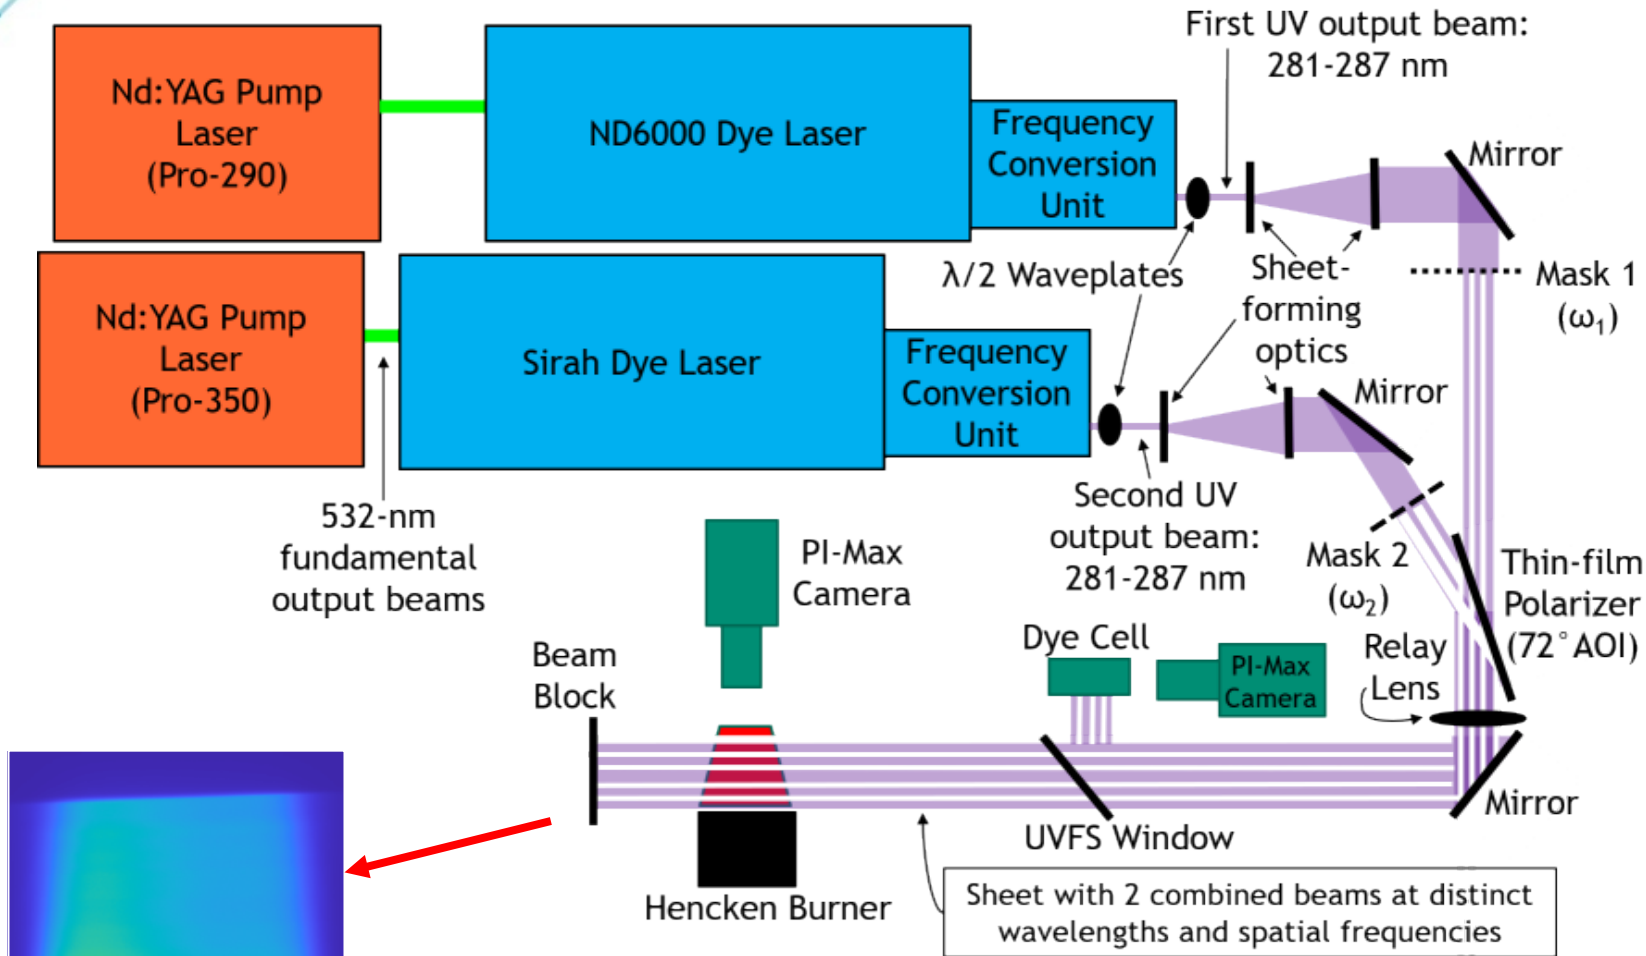 First UV output beam:
281-287 nm
Nd:YAG Pump
Laser
(Pro-290)
ND6000 Dye Laser
Frequency
Conversion
Unit
Mirror
λ/2 Waveplates
Sheet-
forming
optics
Mask 1
(ω₁)
Nd:YAG Pump
Laser
(Pro-350)
Sirah Dye Laser
Frequency
Conversion
Unit
Mirror
532-nm
fundamental
output beams
Second UV
output beam:
281-287 nm
PI-Max
Camera
Mask 2
(ω₂)
Thin-film
Polarizer
(72°AOI)
Beam
Block
Dye Cell
PI-Max
Camera
Relay
Lens
Mirror
UVFS Window
Hencken Burner
Sheet with 2 combined beams at distinct
wavelengths and spatial frequencies